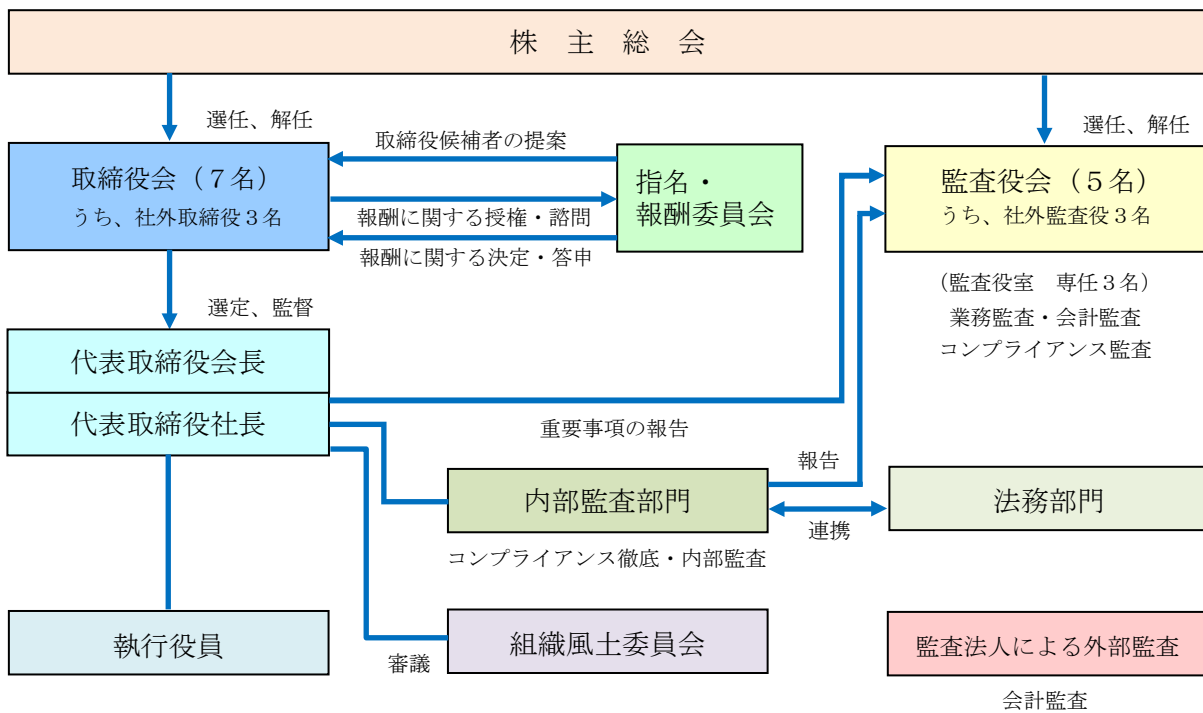 株 主 総 会
選任、解任
選任、解任
取締役候補者の提案
取締役会（７名）
うち、社外取締役３名
指名・
報酬委員会
監査役会（５名）
うち、社外監査役３名
報酬に関する授権・諮問
報酬に関する決定・答申
選定、監督
（監査役室　専任３名）
業務監査・会計監査
コンプライアンス監査
代表取締役会長
代表取締役社長
重要事項の報告
報告
内部監査部門
法務部門
連携
コンプライアンス徹底・内部監査
執行役員
組織風土委員会
審議
監査法人による外部監査
会計監査